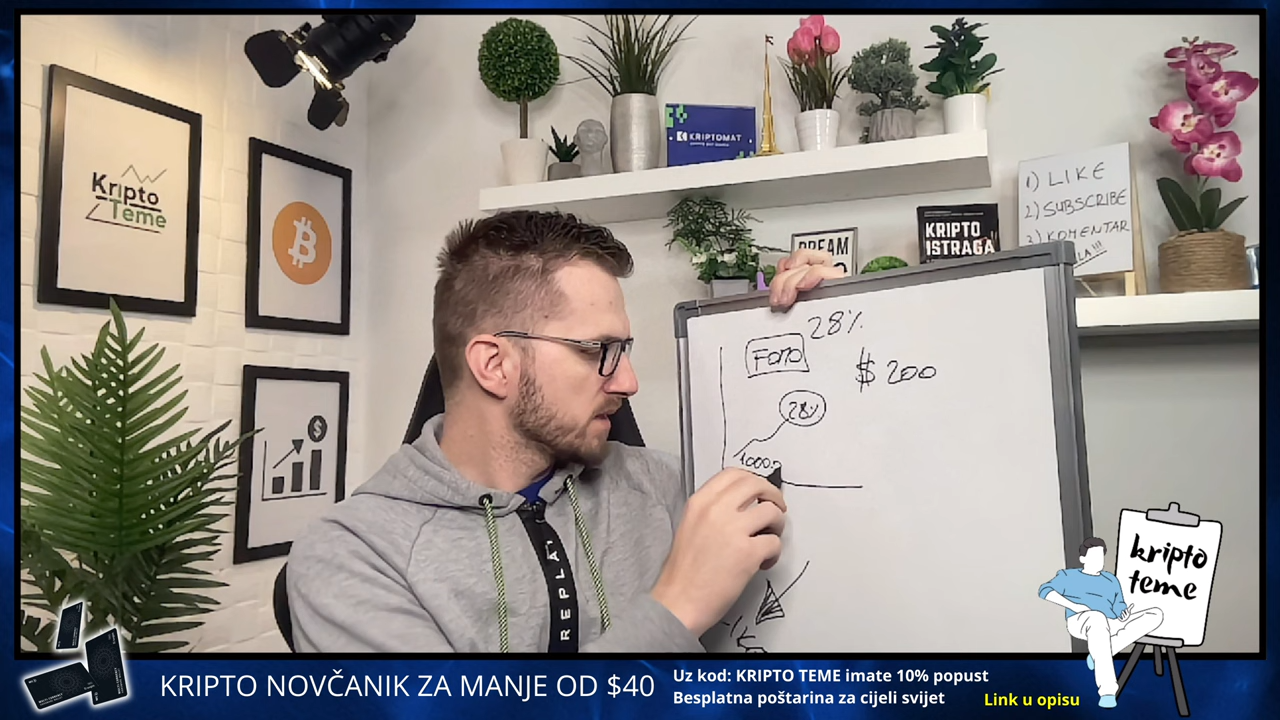 Kripto
Teme
KRIPTOMAT
1) LIKE
2) SUBSCRIBE
3) KOMENTAR
KRIPTO
ISTRAGA
DREAM
28%
FOTO
$ 200
28%
REPLAY
kripto
teme
KRIPTO NOVČANIK ZA MANJE OD $40
Uz kod: KRIPTO TEME imate 10% popust
Besplatna poštarina za cijeli svijet
Link u opisu